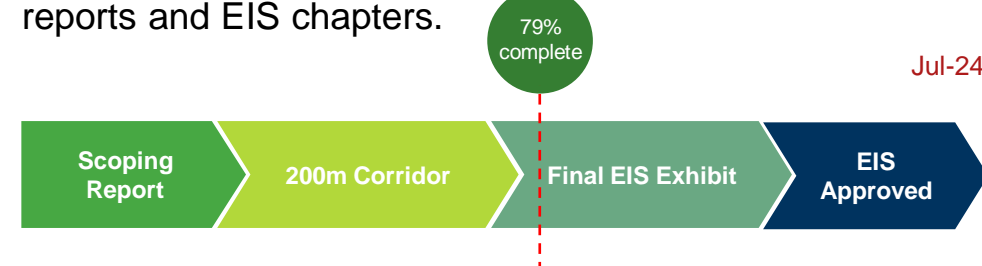 reports and EIS chapters.
79%
complete
Jul-24
Scoping
Report
200m Corridor
Final EIS Exhibit
EIS
Approved